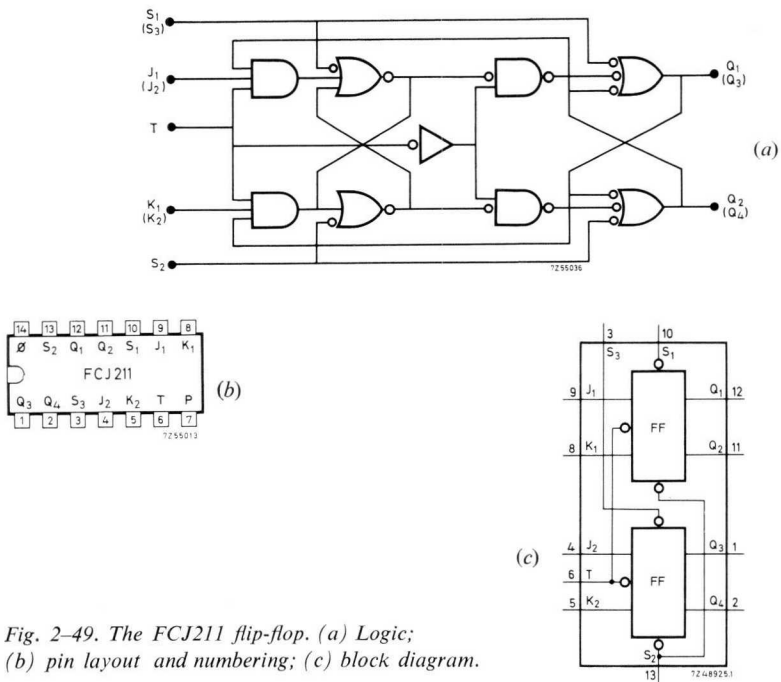 S1
(S3)
J1
(J2)
T
K1
(K2)
S2
Q1
(Q3)
Q2
(Q4)
7Z55036
(a)
14 13 12 11 10 9 8
Ø S2 Q1 Q2 S1 J1 K1
FCJ211
Q3 Q4 S3 J2 K2 T P
1 2 3 4 5 6 7
7Z55013
(b)
3 10
S3 S1
9 J1 Q1 12
FF
8 K1 Q2 11
4 J2 Q3 1
6 T FF
5 K2 Q4 2
S2
13
7Z48925.1
(c)
Fig. 2–49. The FCJ211 flip-flop. (a) Logic;
(b) pin layout and numbering; (c) block diagram.